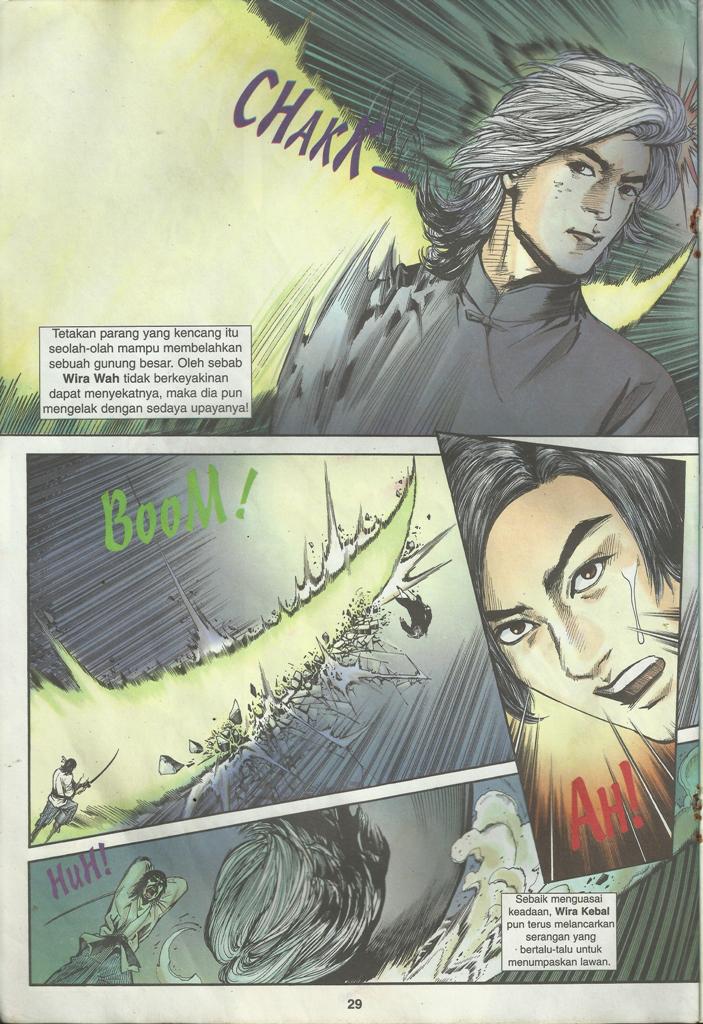 CHAKK_
Tetakan parang yang kencang itu
seolah-olah mampu membelahkan
sebuah gunung besar. Oleh sebab
Wira Wah tidak berkeyakinan
dapat menyekatnya, maka dia pun
mengelak dengan sedaya upayanya!
BOOM!
AH!
HUH!
Sebaik menguasai
keadaan, Wira Kebal
pun terus melancarkan
serangan yang
bertalu-talu untuk
menumpaskan lawan.
29